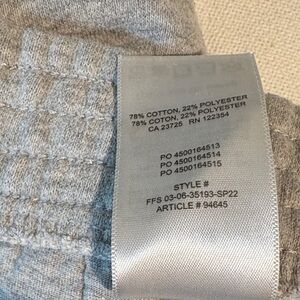 78% COTTON, 22% POLYESTER
78% COTON, 22% POLYESTER
CA 23725 RN 122354
PO 4500164513
PO 4500164514
PO 4500164515
STYLE #
FFS 03-06-35193-SP22
ARTICLE # 94645